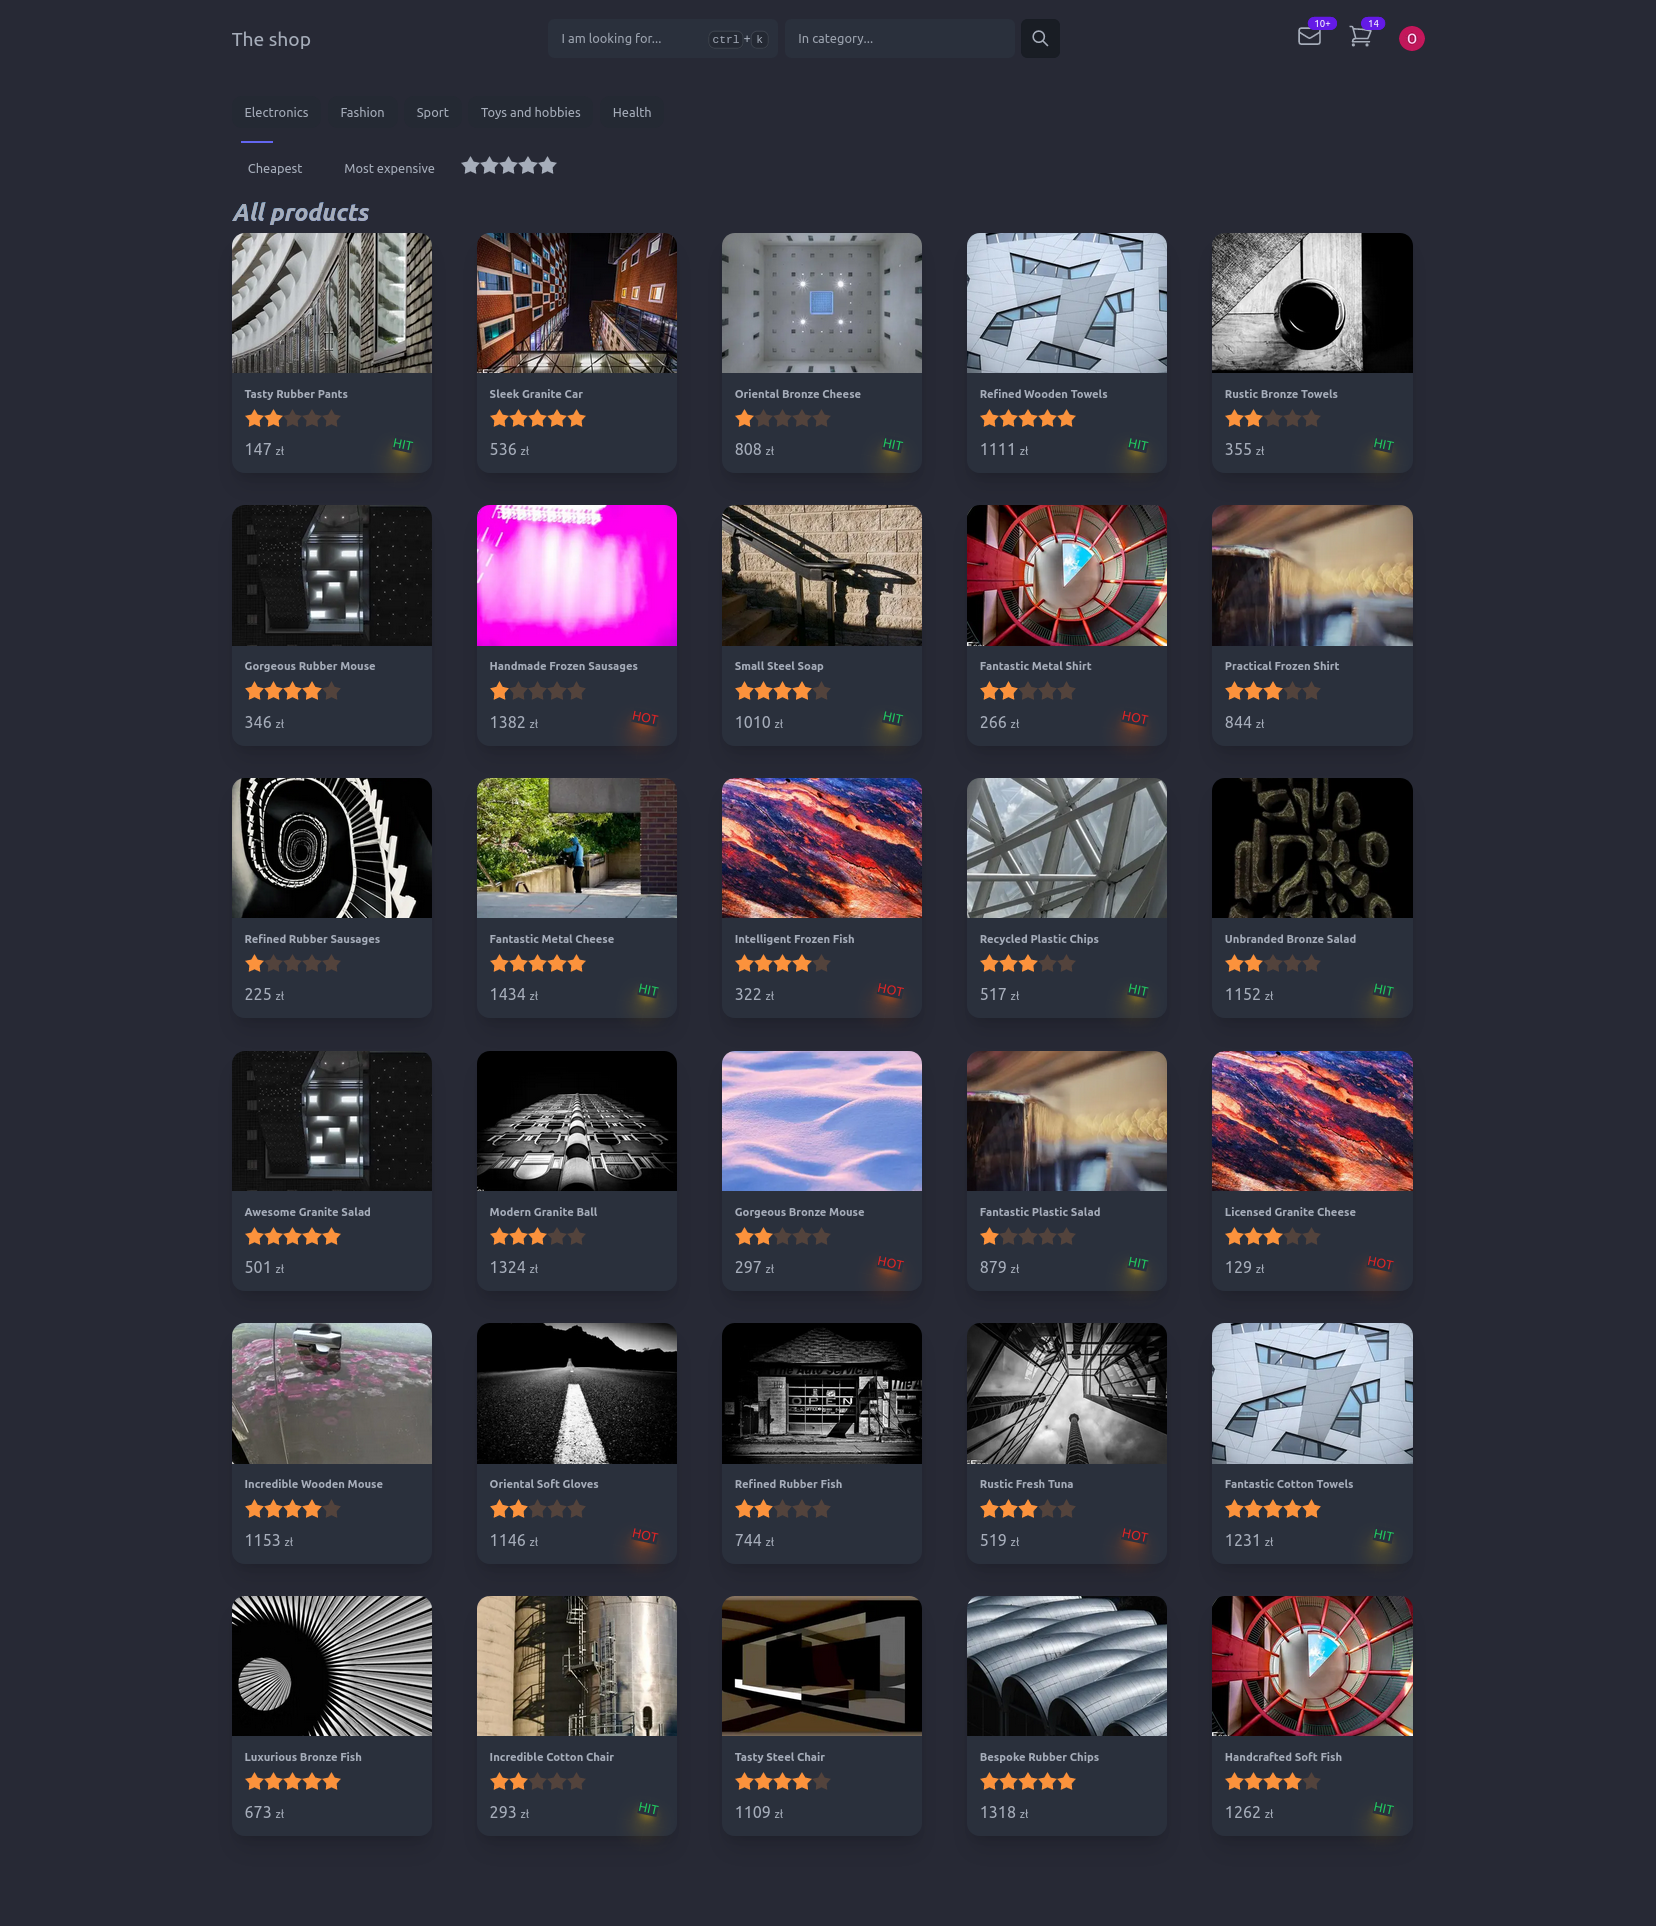 The shop
I am looking for... ctrl + k
In category...
10+
14
O
Electronics Fashion Sport Toys and hobbies Health
Cheapest Most expensive
All products
Tasty Rubber Pants
147 zł HIT
Sleek Granite Car
536 zł
Oriental Bronze Cheese
808 zł HIT
Refined Wooden Towels
1111 zł HIT
Rustic Bronze Towels
355 zł HIT
Gorgeous Rubber Mouse
346 zł
Handmade Frozen Sausages
1382 zł HOT
Small Steel Soap
1010 zł HIT
Fantastic Metal Shirt
266 zł HOT
Practical Frozen Shirt
844 zł
Refined Rubber Sausages
225 zł
Fantastic Metal Cheese
1434 zł HIT
Intelligent Frozen Fish
322 zł HOT
Recycled Plastic Chips
517 zł HIT
Unbranded Bronze Salad
1152 zł HIT
Awesome Granite Salad
501 zł
Modern Granite Ball
1324 zł
Gorgeous Bronze Mouse
297 zł HOT
Fantastic Plastic Salad
879 zł HIT
Licensed Granite Cheese
129 zł HOT
Incredible Wooden Mouse
1153 zł
Oriental Soft Gloves
1146 zł HOT
OPEN
Refined Rubber Fish
744 zł
Rustic Fresh Tuna
519 zł HOT
Fantastic Cotton Towels
1231 zł HIT
Luxurious Bronze Fish
673 zł
Incredible Cotton Chair
293 zł HIT
Tasty Steel Chair
1109 zł
Bespoke Rubber Chips
1318 zł
Handcrafted Soft Fish
1262 zł HIT